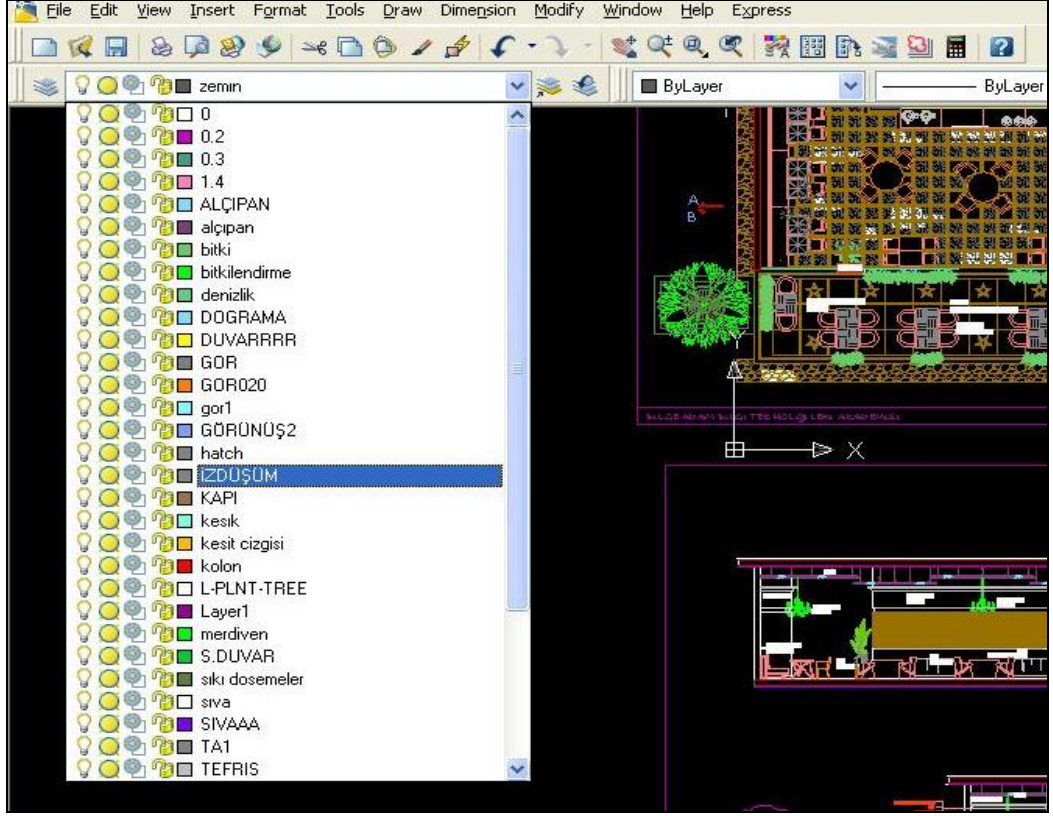 File Edit View Insert Format Tools Draw Dimension Modify Window Help Express
zemın ByLayer ByLayer
0
0.2
0.3
1.4
ALÇIPAN
alçıpan
bitki
bitkilendirme
denizlik
DOGRAMA
DUVARRRR
GOR
GOR020
gor1
GÖRÜNÜŞ2
hatch
İZDÜŞÜM
KAPI
kesık
kesit cizgisi
kolon
L-PLNT-TREE
Layer1
merdiven
S.DUVAR
sıkı dosemeler
sıva
SIVAAA
TA1
TEFRIS
A
B
Y
X